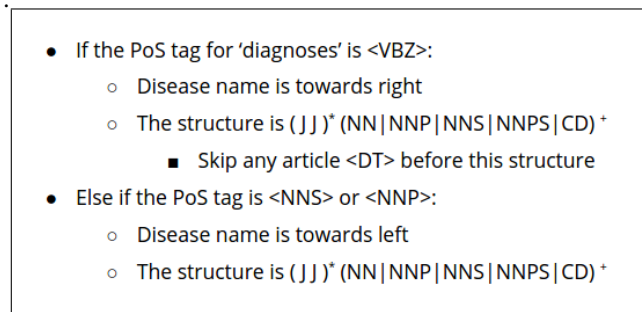 .
● If the PoS tag for ‘diagnoses’ is <VBZ>:
○ Disease name is towards right
○ The structure is ( J J )* (NN|NNP|NNS|NNPS|CD) +
■ Skip any article <DT> before this structure
● Else if the PoS tag is <NNS> or <NNP>:
○ Disease name is towards left
○ The structure is ( J J )* (NN|NNP|NNS|NNPS|CD) +